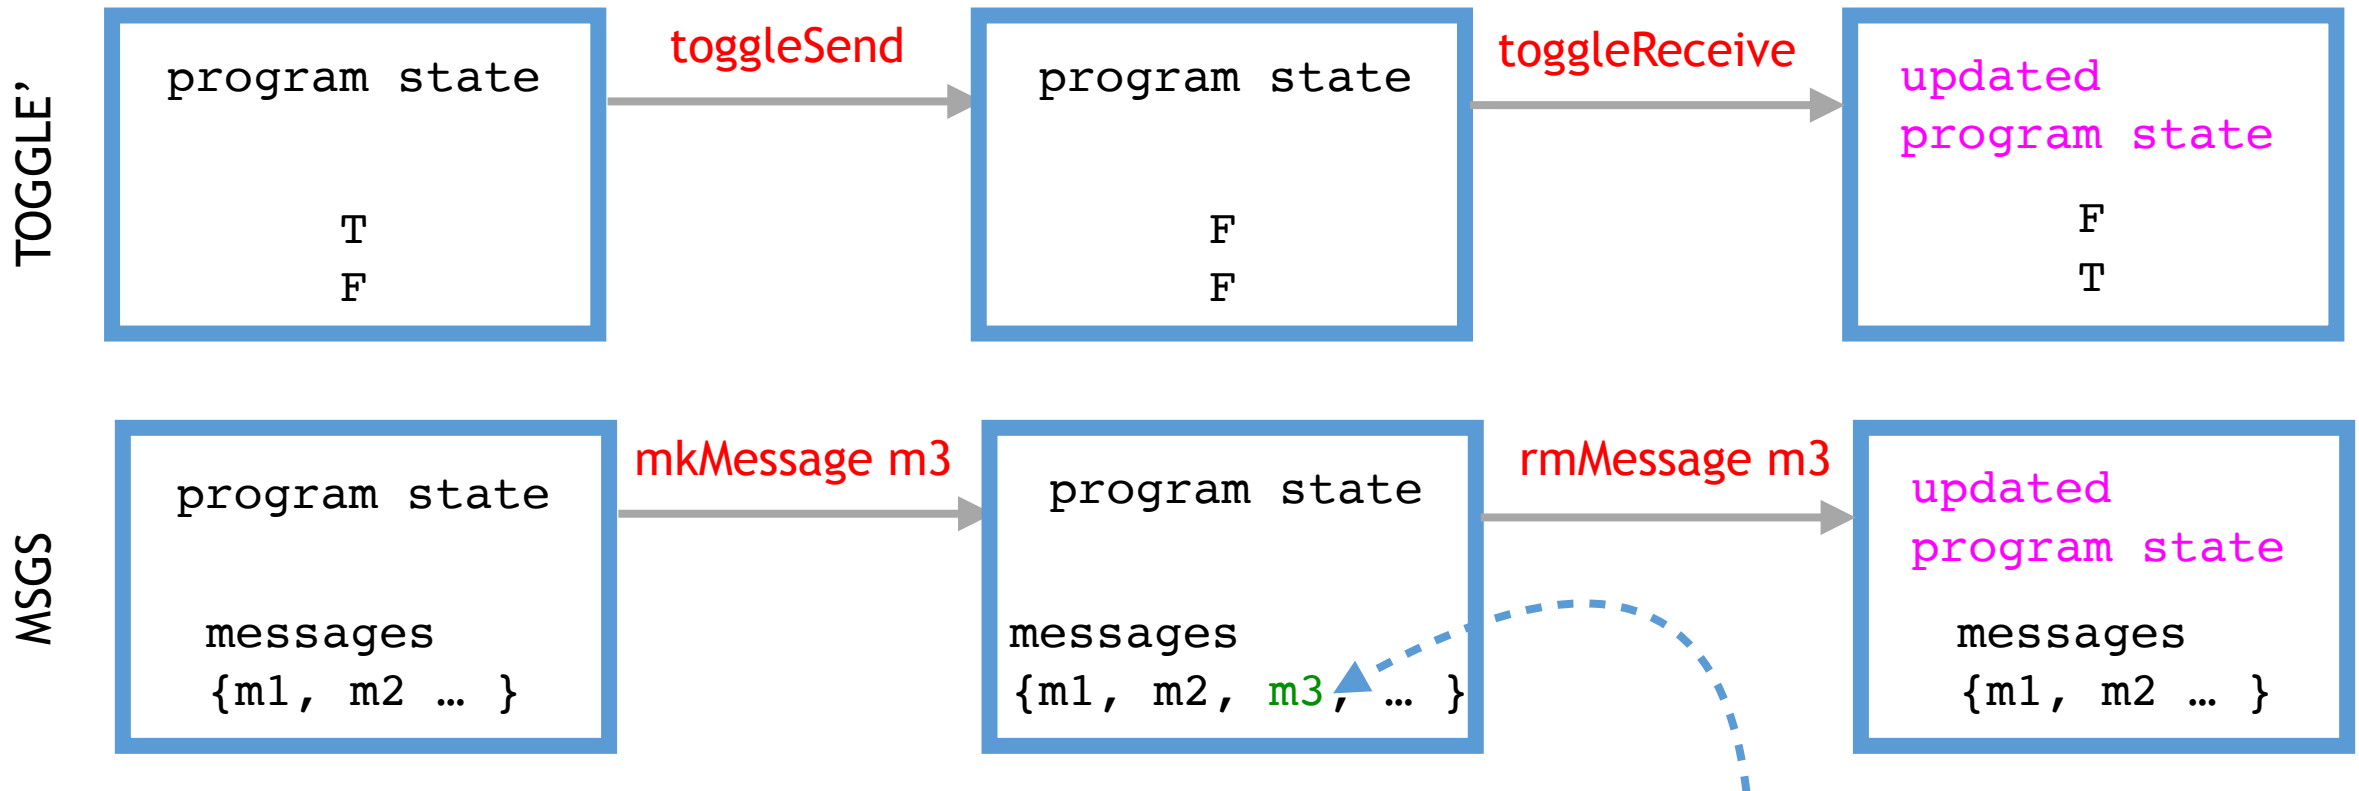 TOGGLE’
program state
T
F
toggleSend
program state
F
F
toggleReceive
updated
program state
F
T
MSGS
program state
messages
{m1, m2 … }
mkMessage m3
program state
messages
{m1, m2, m3, … }
rmMessage m3
updated
program state
messages
{m1, m2 … }